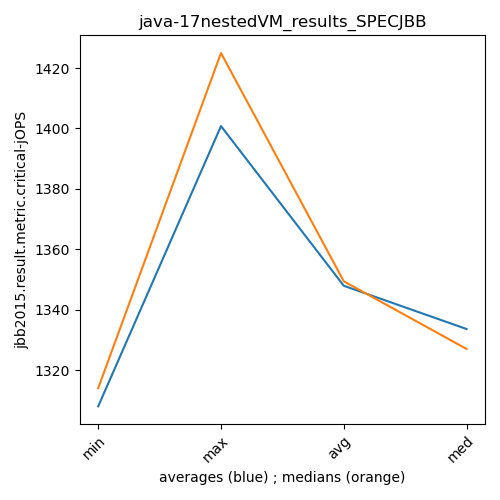 java-17nestedVM_results_SPECJBB
jbb2015.result.metric.critical-jOPS
1420
1400
1380
1360
1340
1320
min
max
avg
med
averages (blue) ; medians (orange)